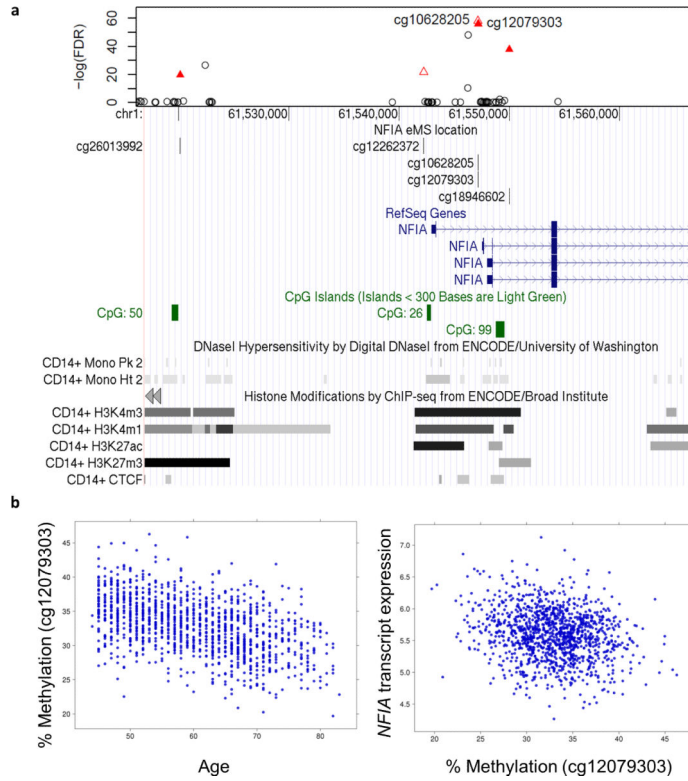 a
60
40
20
0
−log(FDR)
cg10628205
cg12079303
chr1:
61,530,000
61,540,000
61,550,000
61,560,000
NFIA eMS location
cg26013992
cg12262372
cg10628205
cg12079303
cg18946602
RefSeq Genes
NFIA
NFIA
NFIA
NFIA
CpG Islands (Islands < 300 Bases are Light Green)
CpG: 50
CpG: 26
CpG: 99
DNaseI Hypersensitivity by Digital DNaseI from ENCODE/University of Washington
CD14+ Mono Pk 2
CD14+ Mono Ht 2
Histone Modifications by ChIP-seq from ENCODE/Broad Institute
CD14+ H3K4m3
CD14+ H3K4m1
CD14+ H3K27ac
CD14+ H3K27m3
CD14+ CTCF
b
% Methylation (cg12079303)
45
40
35
30
25
20
50
60
70
80
Age
NFIA transcript expression
7.0
6.5
6.0
5.5
5.0
4.5
20
25
30
35
40
45
% Methylation (cg12079303)